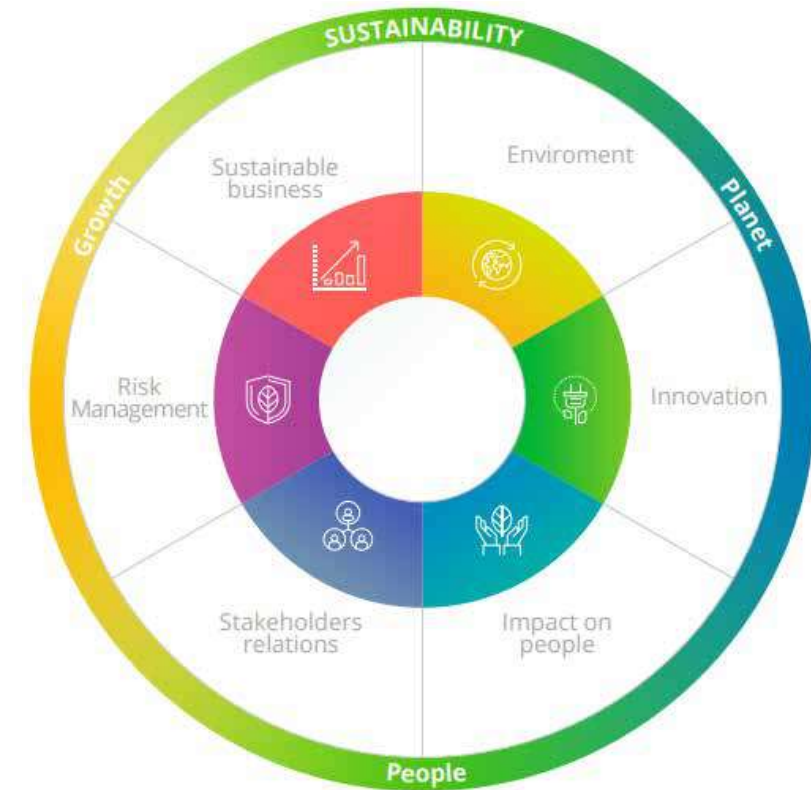 SUSTAINABILITY
Sustainable
business
Enviroment
Growth
Planet
Risk
Management
Innovation
Stakeholders
relations
Impact on
people
People